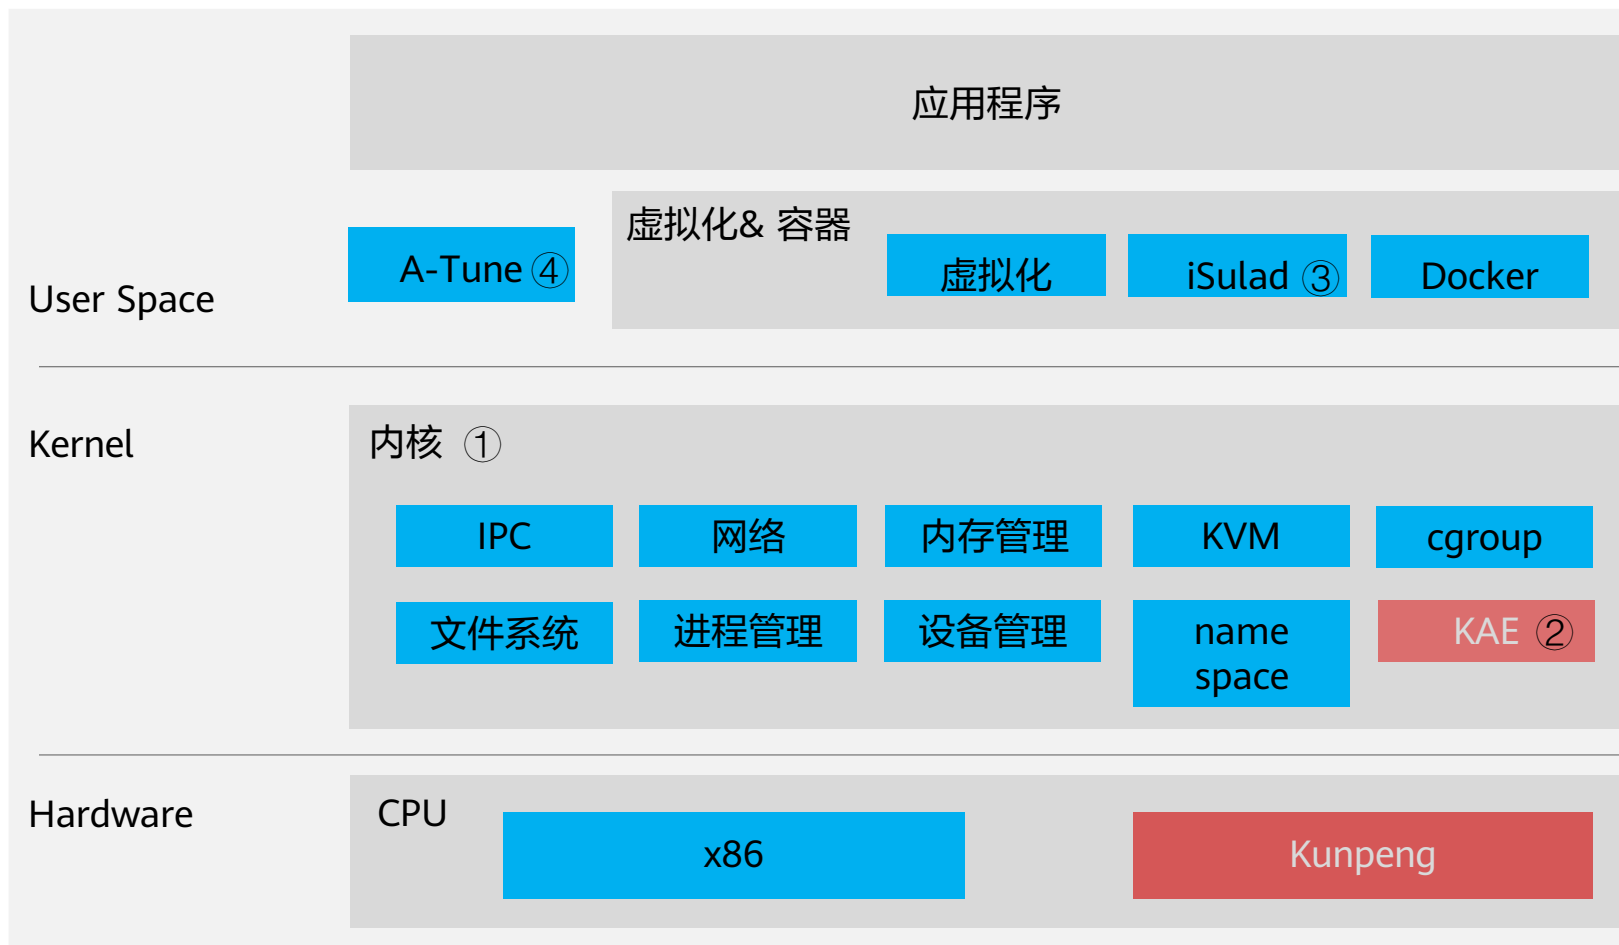 应用程序
虚拟化& 容器
A-Tune ④
虚拟化
iSulad ③
Docker
User Space
Kernel
内核 ①
IPC
网络
内存管理
KVM
cgroup
文件系统
进程管理
设备管理
name
space
KAE ②
Hardware
CPU
x86
Kunpeng